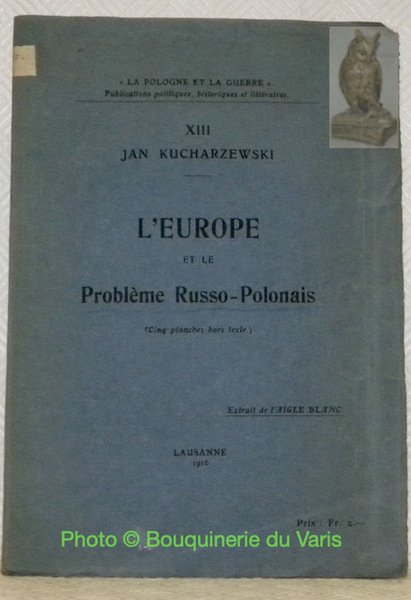 « LA POLOGNE ET LA GUERRE ».
Publications politiques, historiques et littéraires.
XIII
JAN KUCHARZEWSKI
L'EUROPE
ET LE
Problème Russo-Polonais
(Cinq planches hors texte.)
Extrait de l'AIGLE BLANC
LAUSANNE
1916
Prix : Fr. 2.—
Photo © Bouquinerie du Varis